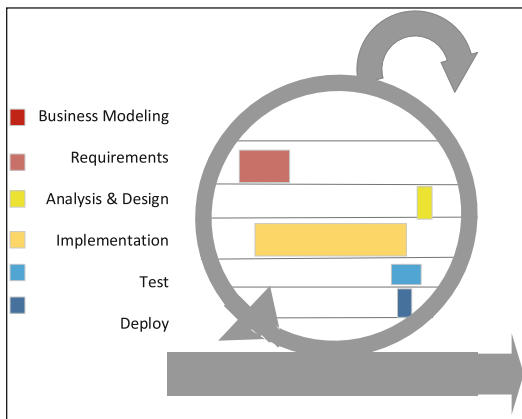 Business Modeling
Requirements
Analysis & Design
Implementation
Test
Deploy